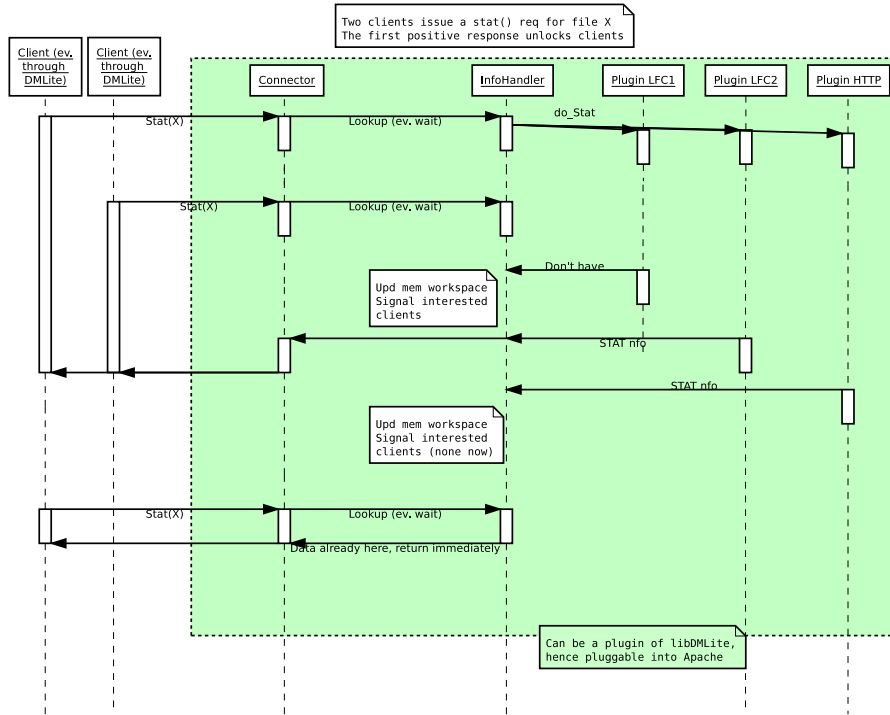 Two clients issue a stat() req for file X
The first positive response unlocks clients
Client (ev.
through
DMLite)
Client (ev.
through
DMLite)
Connector
InfoHandler
Plugin LFC1
Plugin LFC2
Plugin HTTP
Stat(X)
Lookup (ev. wait)
do_Stat
Stat(X)
Lookup (ev. wait)
Don't have
Upd mem workspace
Signal interested
clients
STAT nfo
STAT nfo
Upd mem workspace
Signal interested
clients (none now)
Stat(X)
Lookup (ev. wait)
Data already here, return immediately
Can be a plugin of libDMLite,
hence pluggable into Apache